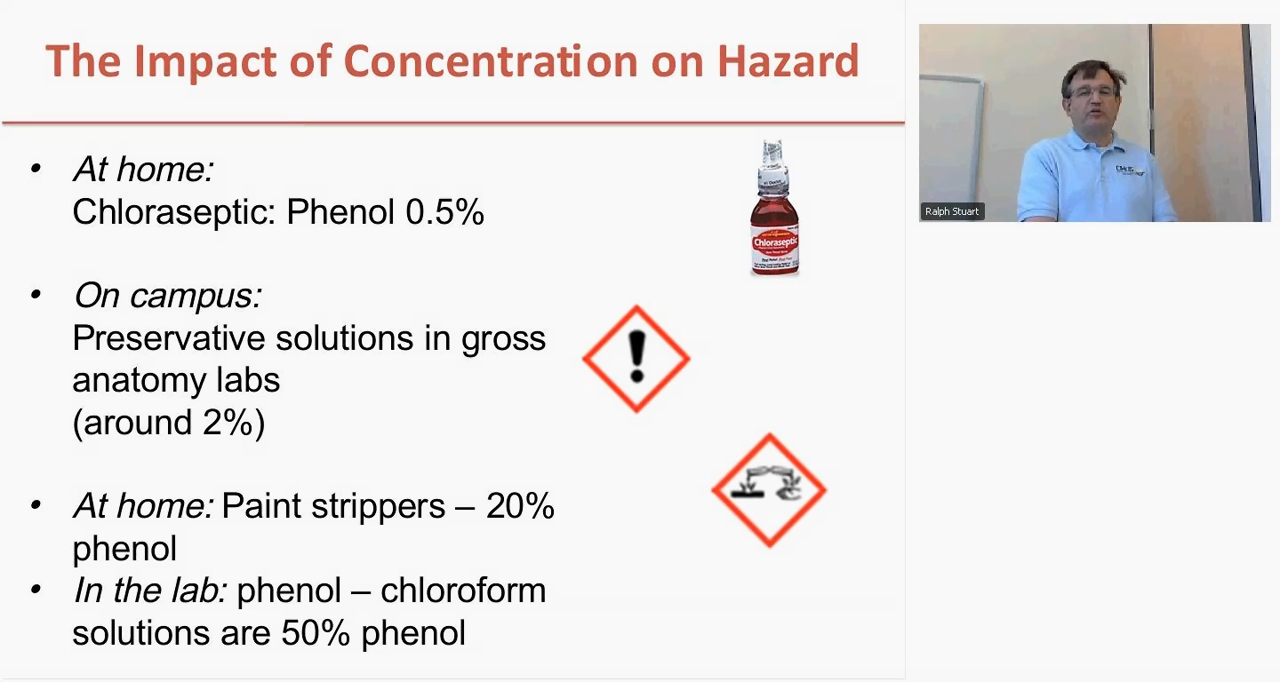 The Impact of Concentration on Hazard
• At home:
Chloraseptic: Phenol 0.5%
• On campus:
Preservative solutions in gross
anatomy labs
(around 2%)
• At home: Paint strippers – 20%
phenol
• In the lab: phenol – chloroform
solutions are 50% phenol
Chloraseptic
Ralph Stuart